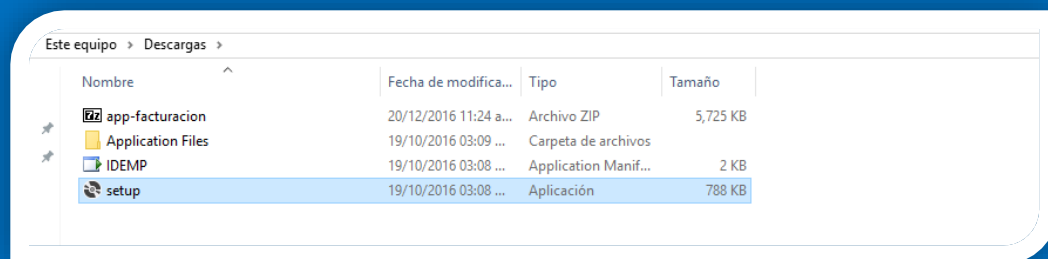 Este equipo > Descargas >
Nombre Fecha de modifica... Tipo Tamaño
app-facturacion 20/12/2016 11:24 a... Archivo ZIP 5,725 KB
Application Files 19/10/2016 03:09 ... Carpeta de archivos
IDEMP 19/10/2016 03:08 ... Application Manif... 2 KB
setup 19/10/2016 03:08 ... Aplicación 788 KB